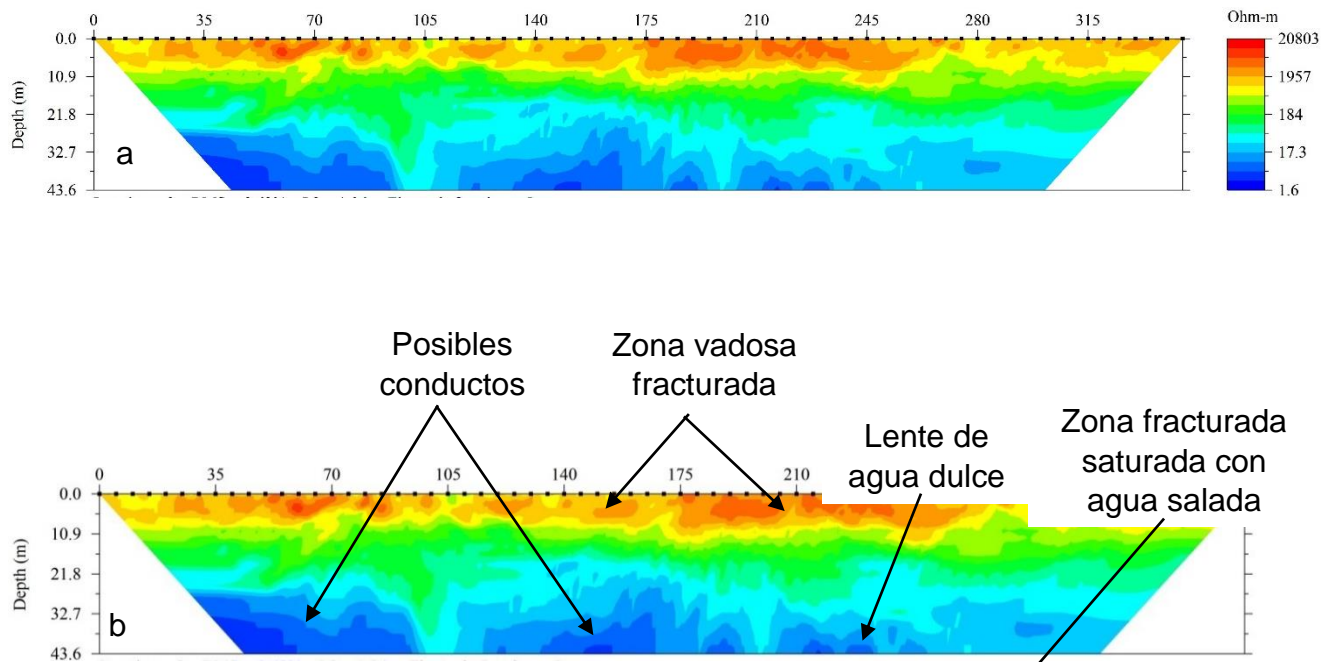 0 35 70 105 140 175 210 245 280 315
Ohm-m
0.0
10.9
21.8
32.7
43.6
Depth (m)
20803
1957
184
17.3
1.6
a
Posibles
conductos
Zona vadosa
fracturada
Lente de
agua dulce
Zona fracturada
saturada con
agua salada
0 35 70 105 140 175 210
0.0
10.9
21.8
32.7
43.6
Depth (m)
b